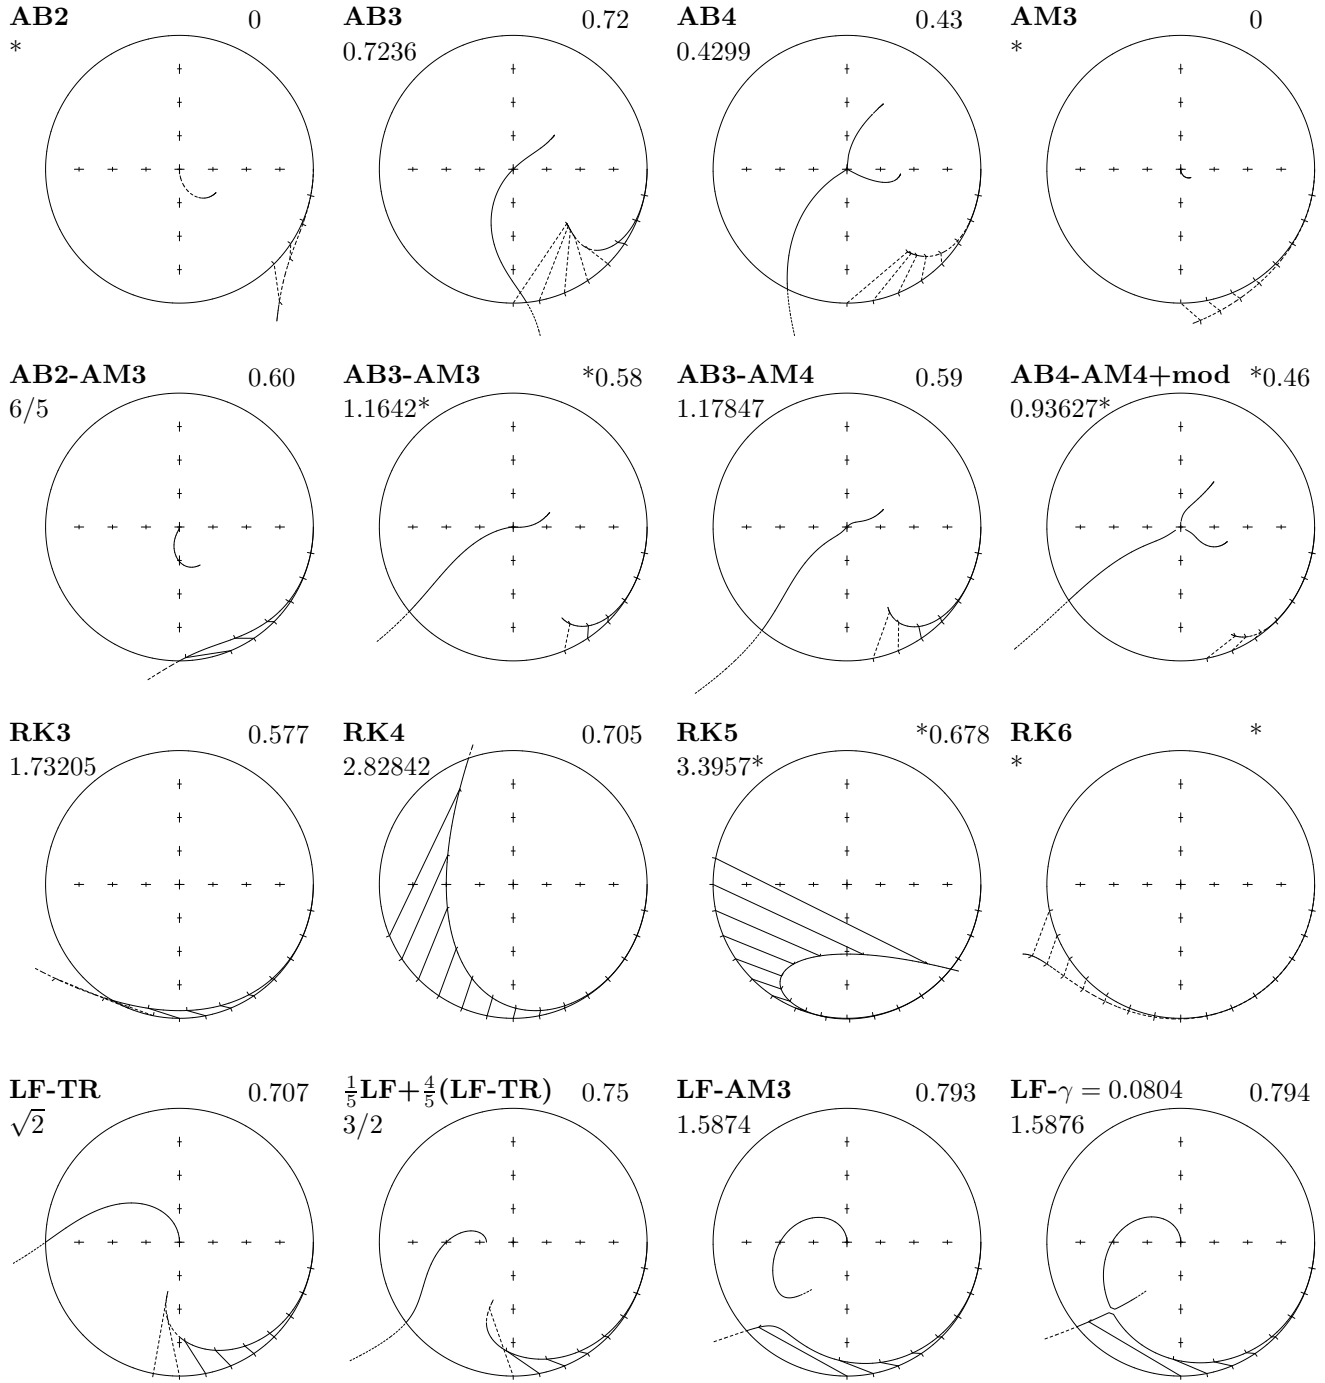 AB2 0
*
AB3 0.72
0.7236
AB4 0.43
0.4299
AM3 0
*
AB2-AM3 0.60
6/5
AB3-AM3 *0.58
1.1642*
AB3-AM4 0.59
1.17847
AB4-AM4+mod *0.46
0.93627*
RK3 0.577
1.73205
RK4 0.705
2.82842
RK5 *0.678
3.3957*
RK6 *
*
LF-TR 0.707
√2
1/5LF+4/5(LF-TR) 0.75
3/2
LF-AM3 0.793
1.5874
LF-γ = 0.0804 0.794
1.5876